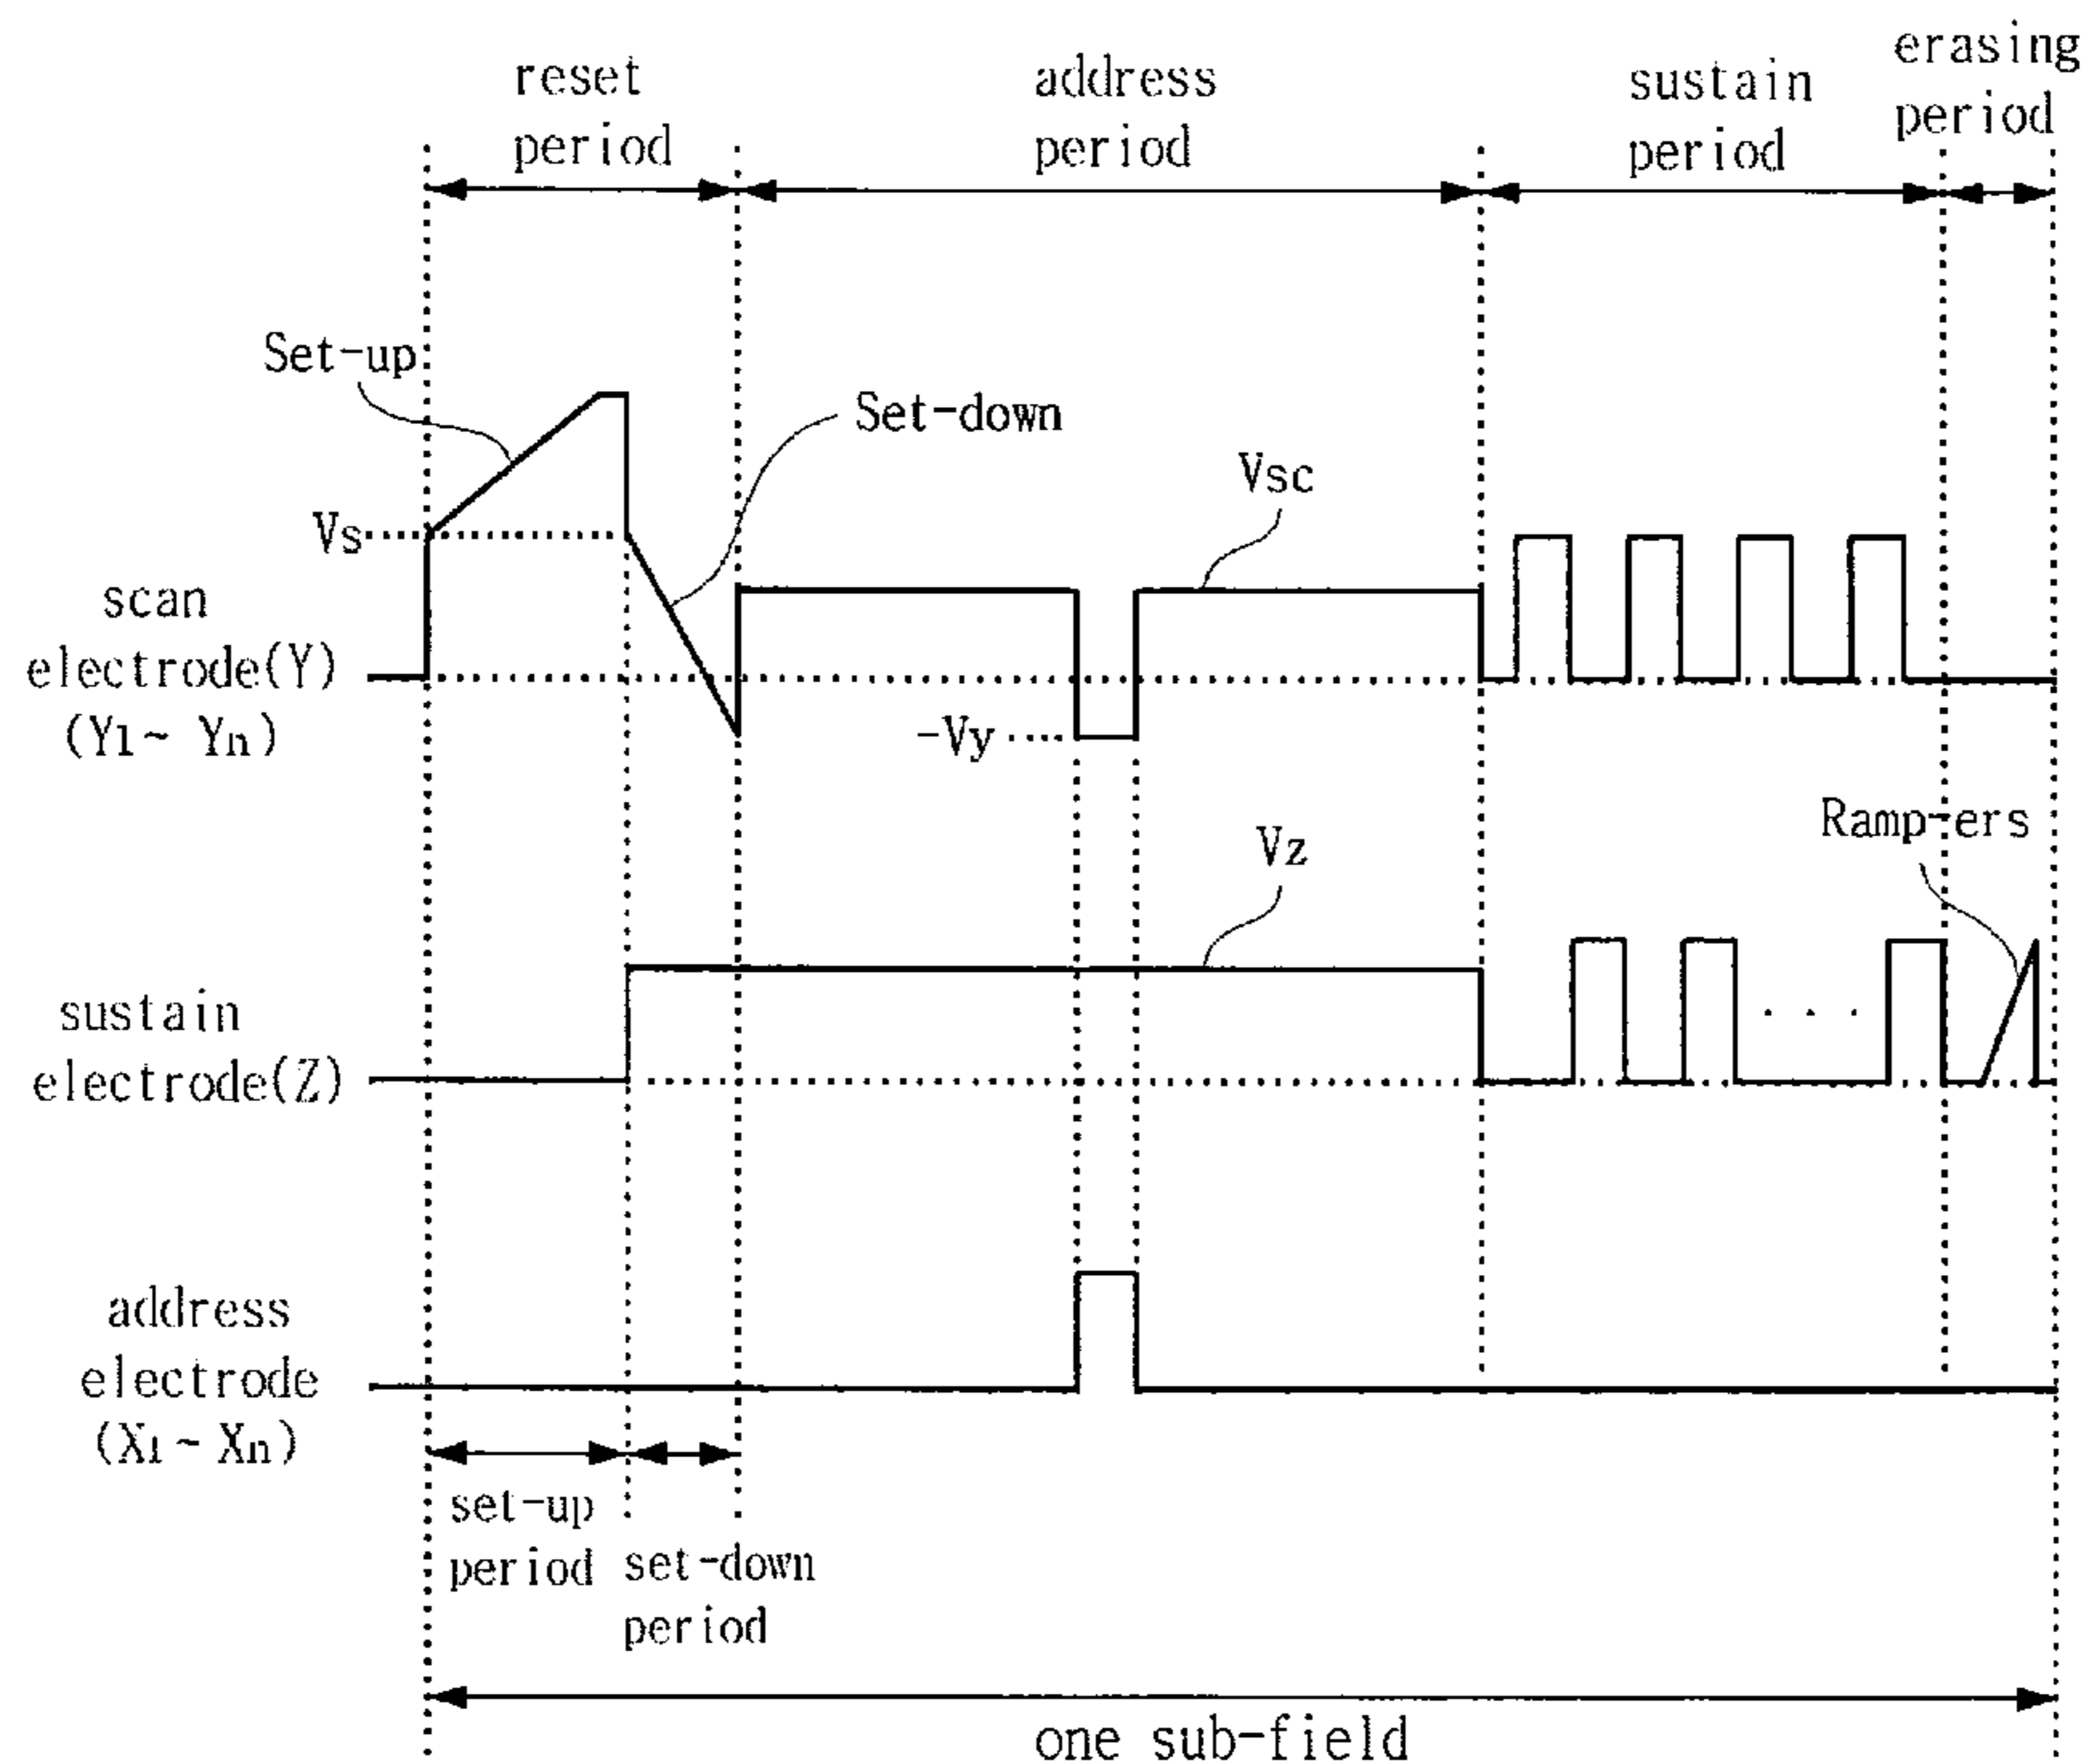 reset
period
address
period
sustain
period
erasing
period
Set-up
Set-down
Vsc
Vs
scan
electrode(Y)
(Y1~ Yn)
-Vy
Ramp-ers
Vz
sustain
electrode(Z)
. . .
address
electrode
(X1~ Xn)
set-up
period
set-down
period
one sub-field